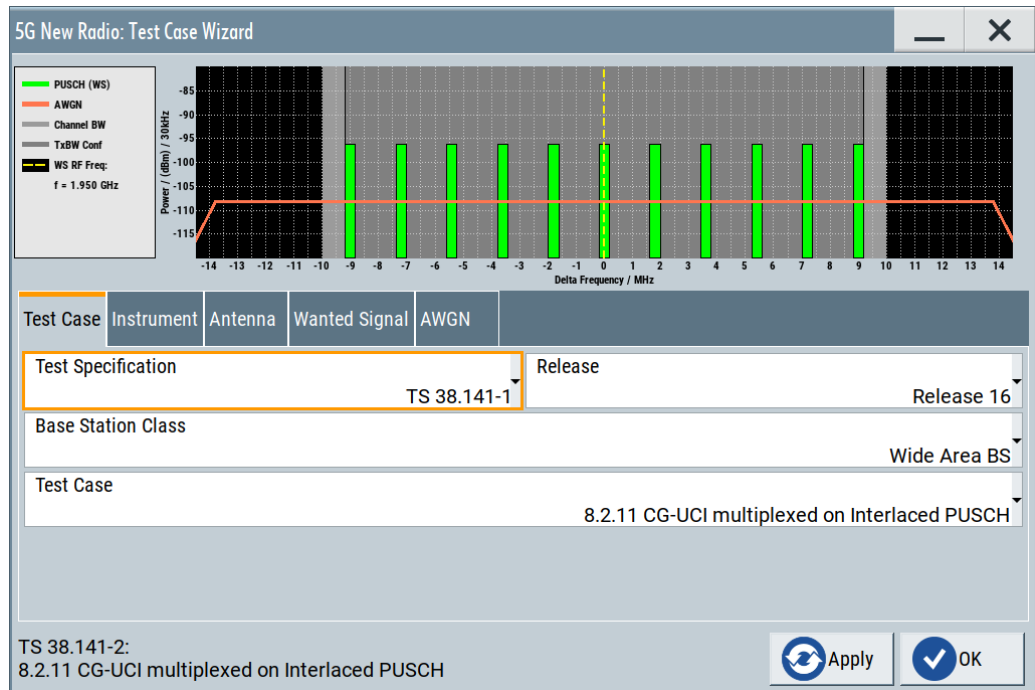 5G New Radio: Test Case Wizard
PUSCH (WS)
AWGN
Channel BW
TxBW Conf
WS RF Freq:
f = 1.950 GHz
Power / (dBm) / 30kHz
-85
-90
-95
-100
-105
-110
-115
-14 -13 -12 -11 -10 -9 -8 -7 -6 -5 -4 -3 -2 -1 0 1 2 3 4 5 6 7 8 9 10 11 12 13 14
Delta Frequency / MHz
Test Case Instrument Antenna Wanted Signal AWGN
Test Specification
TS 38.141-1
Release
Release 16
Base Station Class
Wide Area BS
Test Case
8.2.11 CG-UCI multiplexed on Interlaced PUSCH
TS 38.141-2:
8.2.11 CG-UCI multiplexed on Interlaced PUSCH
Apply
OK